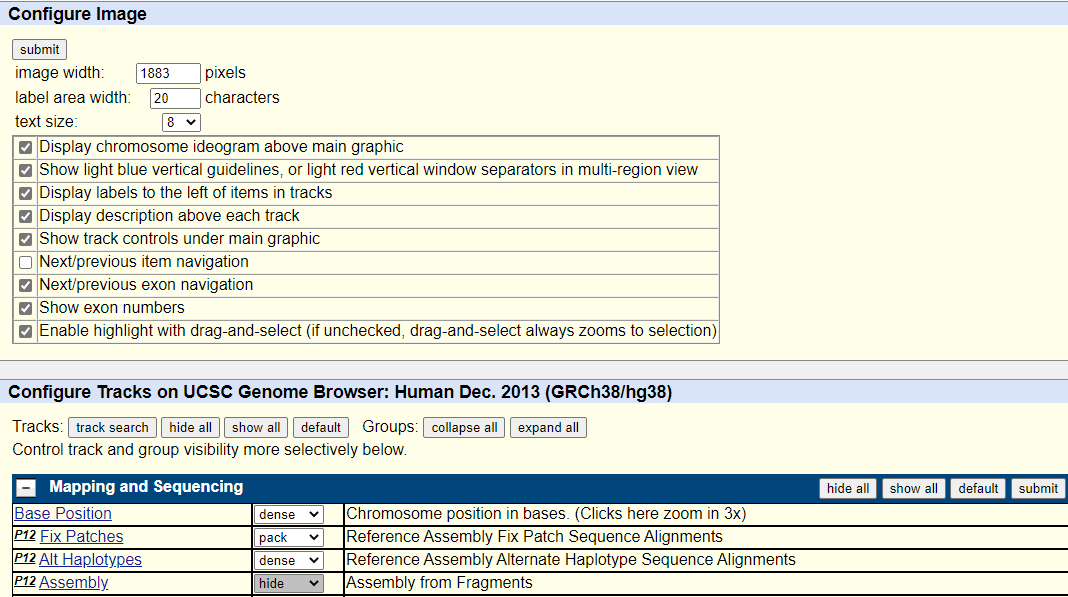 Configure Image
submit
image width: 1883 pixels
label area width: 20 characters
text size: 8
Display chromosome ideogram above main graphic
Show light blue vertical guidelines, or light red vertical window separators in multi-region view
Display labels to the left of items in tracks
Display description above each track
Show track controls under main graphic
Next/previous item navigation
Next/previous exon navigation
Show exon numbers
Enable highlight with drag-and-select (if unchecked, drag-and-select always zooms to selection)
Configure Tracks on UCSC Genome Browser: Human Dec. 2013 (GRCh38/hg38)
Tracks: track search hide all show all default Groups: collapse all expand all
Control track and group visibility more selectively below.
Mapping and Sequencing hide all show all default submit
Base Position dense Chromosome position in bases. (Clicks here zoom in 3x)
P12 Fix Patches pack Reference Assembly Fix Patch Sequence Alignments
P12 Alt Haplotypes dense Reference Assembly Alternate Haplotype Sequence Alignments
P12 Assembly hide Assembly from Fragments